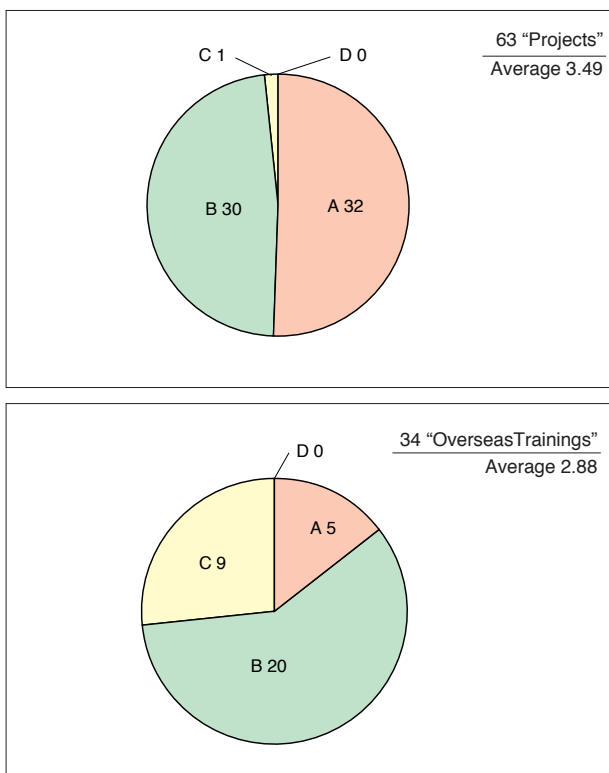 63 “Projects”
Average 3.49
C 1
D 0
B 30
A 32
34 “OverseasTrainings”
Average 2.88
D 0
A 5
C 9
B 20